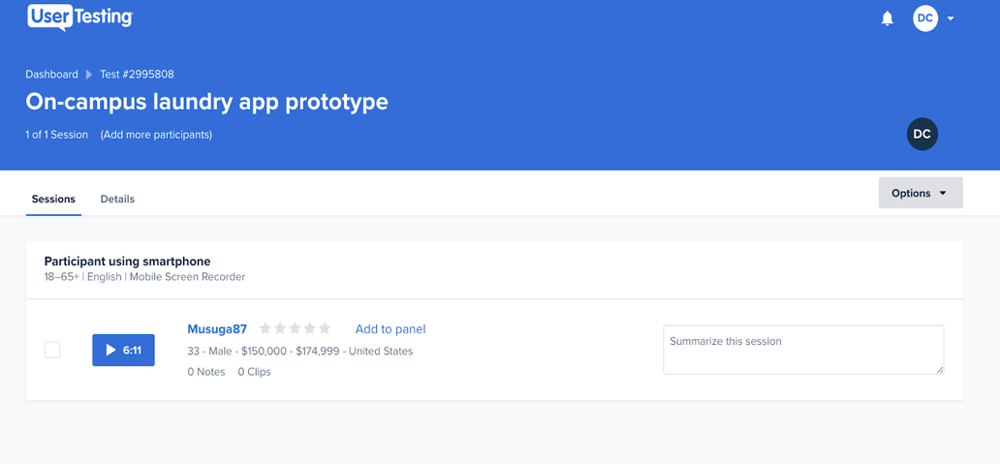 UserTesting
DC
Dashboard Test #2995808
On-campus laundry app prototype
1 of 1 Session (Add more participants)
DC
Sessions Details
Options
Participant using smartphone
18–65+ | English | Mobile Screen Recorder
6:11
Musuga87 Add to panel
33 - Male - $150,000 - $174,999 - United States
0 Notes 0 Clips
Summarize this session